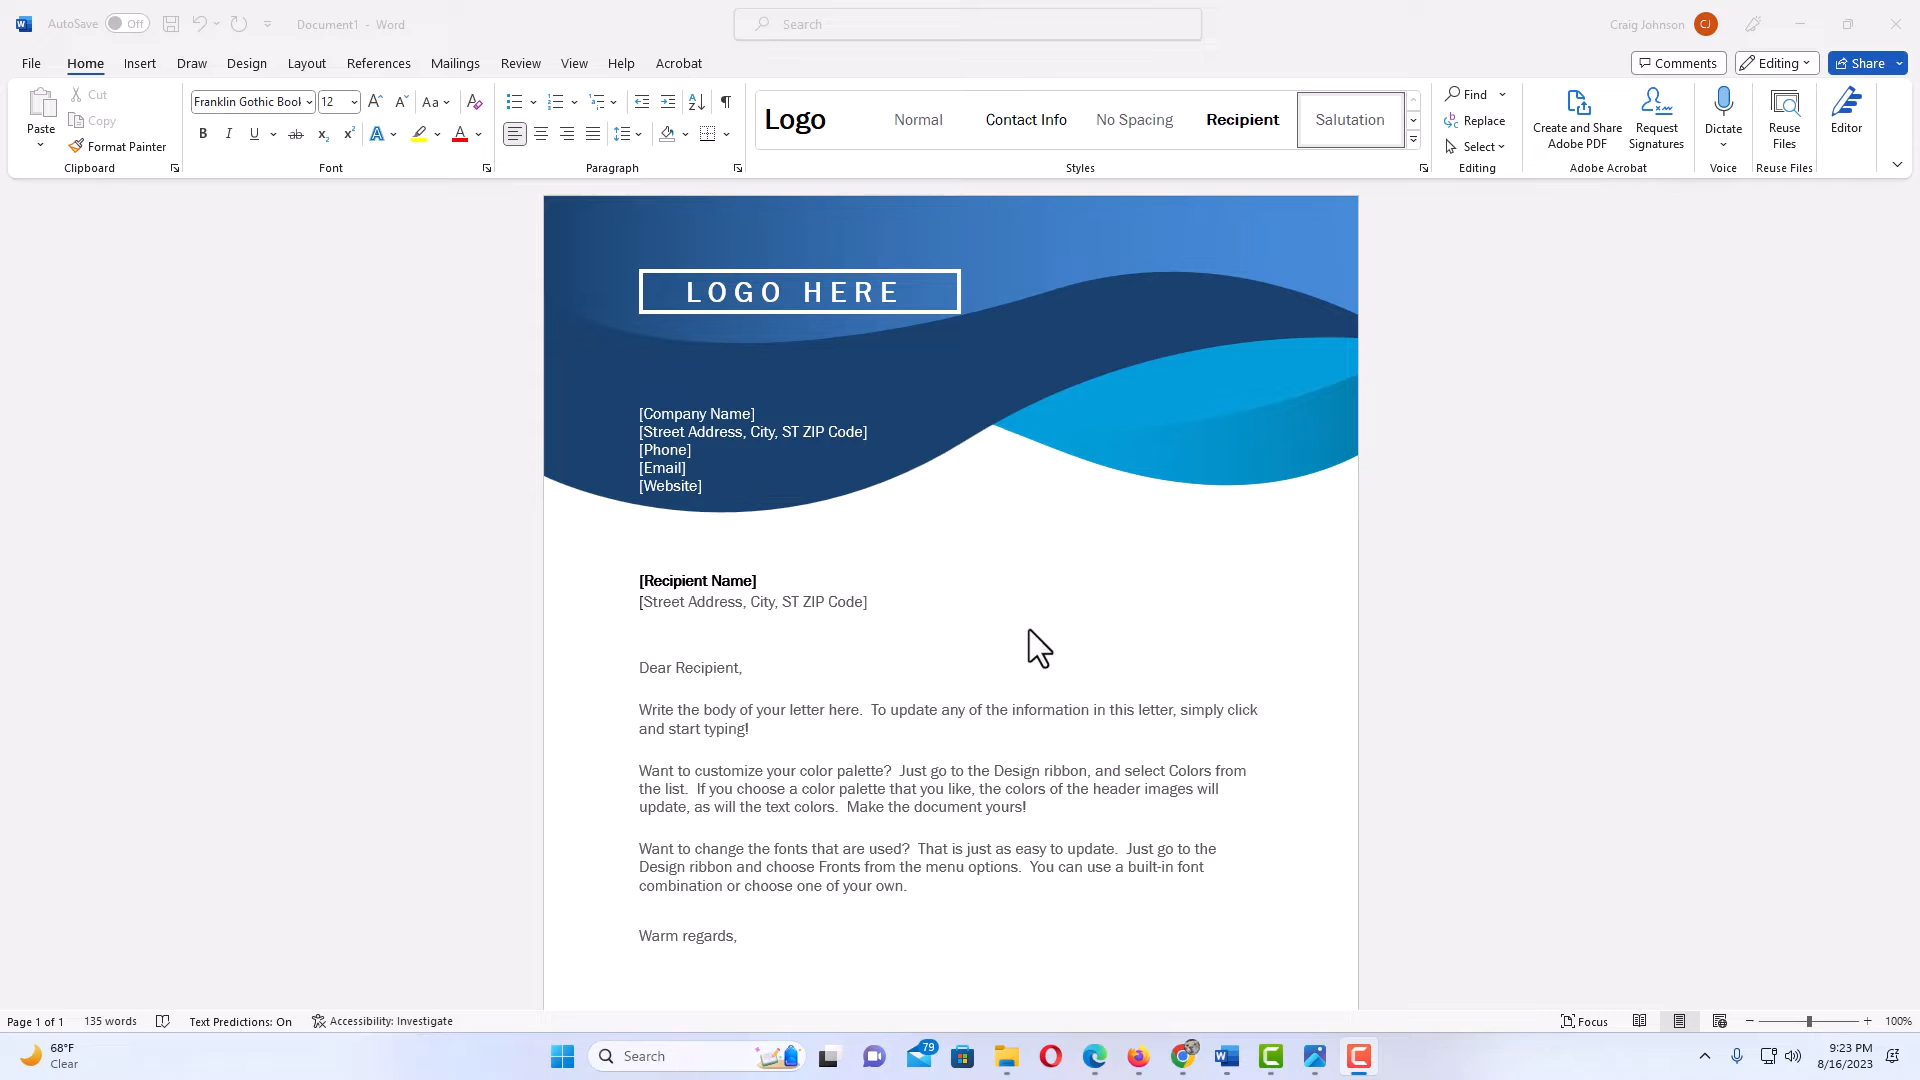 AutoSave Off Document1 - Word Search Craig Johnson CJ
File Home Insert Draw Design Layout References Mailings Review View Help Acrobat Comments Editing Share
Paste
Cut
Copy
Format Painter
Clipboard
Franklin Gothic Book 12
Font
Paragraph
Logo Normal Contact Info No Spacing Recipient Salutation
Styles
Find
Replace
Select
Editing
Create and Share
Adobe PDF
Request
Signatures
Adobe Acrobat
Dictate
Voice
Reuse
Files
Reuse Files
Editor
LOGO HERE
[Company Name]
[Street Address, City, ST ZIP Code]
[Phone]
[Email]
[Website]
[Recipient Name]
[Street Address, City, ST ZIP Code]
Dear Recipient,
Write the body of your letter here.  To update any of the information in this letter, simply click
and start typing!
Want to customize your color palette?  Just go to the Design ribbon, and select Colors from
the list.  If you choose a color palette that you like, the colors of the header images will
update, as will the text colors.  Make the document yours!
Want to change the fonts that are used?  That is just as easy to update.  Just go to the
Design ribbon and choose Fronts from the menu options.  You can use a built-in font
combination or choose one of your own.
Warm regards,
Page 1 of 1 135 words Text Predictions: On Accessibility: Investigate Focus 100%
68°F
Clear
Search
79
9:23 PM
8/16/2023